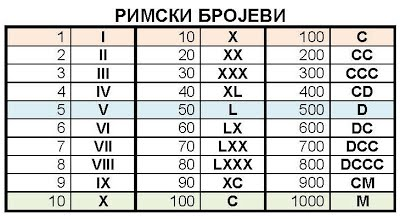 РИМСКИ БРОЈЕВИ
1 I 10 X 100 C
2 II 20 XX 200 CC
3 III 30 XXX 300 CCC
4 IV 40 XL 400 CD
5 V 50 L 500 D
6 VI 60 LX 600 DC
7 VII 70 LXX 700 DCC
8 VIII 80 LXXX 800 DCCC
9 IX 90 XC 900 CM
10 X 100 C 1000 M